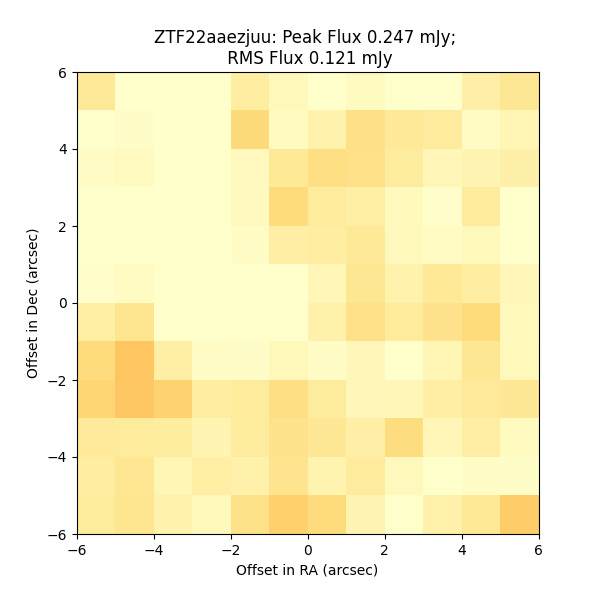 ZTF22aaezjuu: Peak Flux 0.247 mJy;
RMS Flux 0.121 mJy
6
4
2
0
−2
−4
−6
Offset in Dec (arcsec)
−6 −4 −2 0 2 4 6
Offset in RA (arcsec)